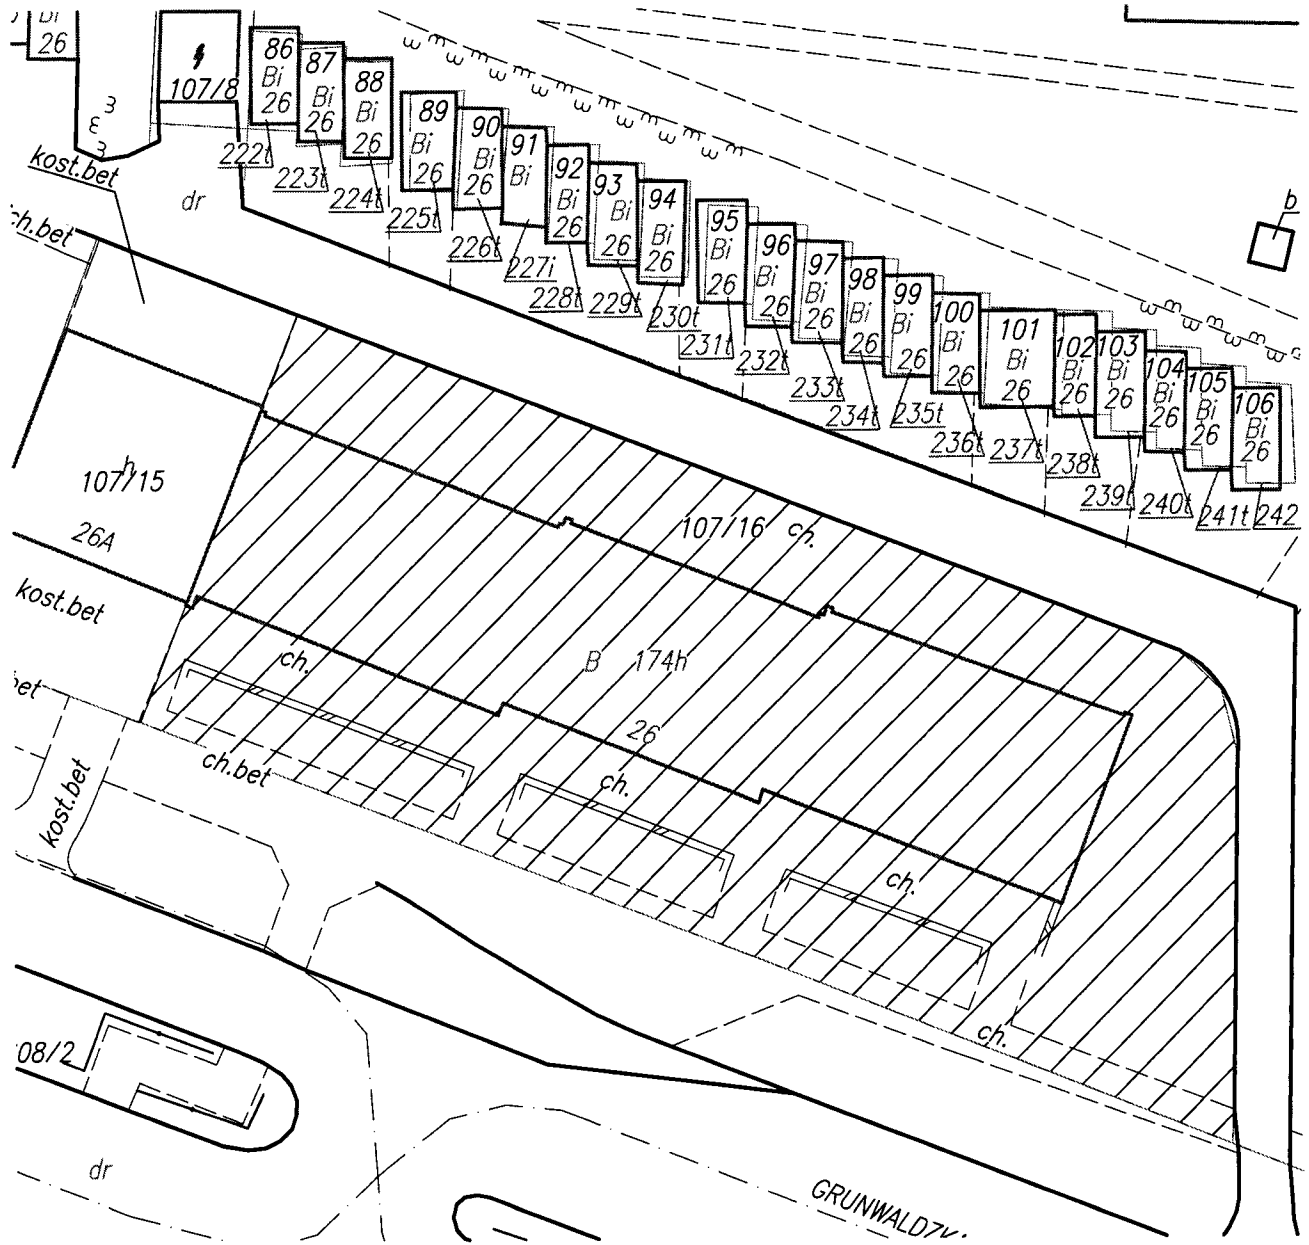 Bi
26
107/8
86
Bi
26
87
Bi
26
88
Bi
26
89
Bi
26
90
Bi
26
91
Bi
92
Bi
26
93
Bi
26
94
Bi
26
95
Bi
26
96
Bi
26
97
Bi
26
98
Bi
26
99
Bi
26
100
Bi
26
101
Bi
26
102
Bi
26
103
Bi
26
104
Bi
26
105
Bi
26
106
Bi
26
222t
223t
224t
225t
226t
227i
228t
229t
230t
231t
232t
233t
234t
235t
236t
237t
238t
239t
240t
241t
242
b
kost.bet
dr
ch.bet
h
107/15
26A
107/16
ch.
kost.bet
ch.
B
174h
26
bet
ch.bet
ch.
kost.bet
ch.
ch.
08/2
dr
GRUNWALDZK